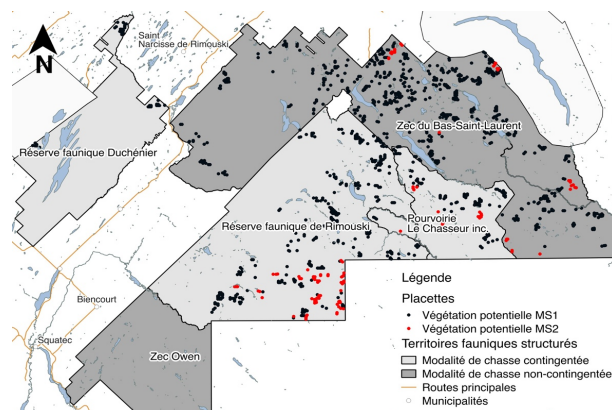 N
Saint
Narcisse de Rimouski
Zec du Bas-Saint-Laurent
Réserve faunique Duchénier
Réserve faunique de Rimouski
Pourvoirie
Le Chasseur inc.
Biencourt
Squatec
Zec Owen
Légende
Placettes
Végétation potentielle MS1
Végétation potentielle MS2
Territoires fauniques structurés
Modalité de chasse contingentée
Modalité de chasse non-contingentée
Routes principales
Municipalités